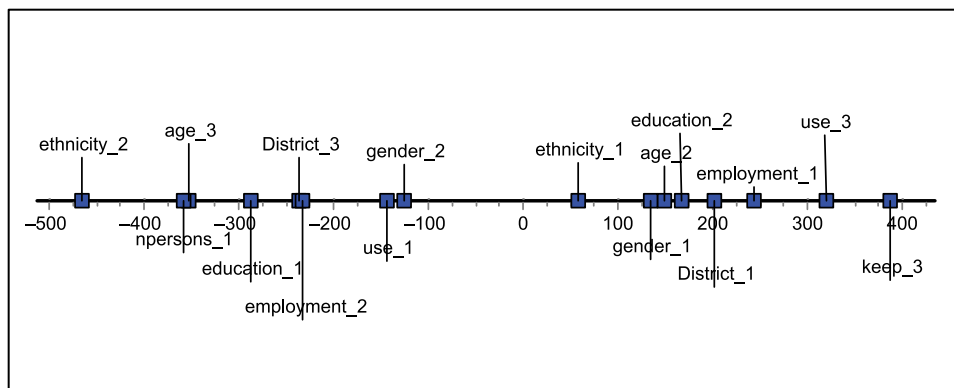 education_2
use_3
age_3
ethnicity_2
District_3
gender_2
ethnicity_1
age_2
employment_1
−500 −400 −300 −200 −100 0 100 200 300 400
npersons_1
use_1
gender_1
education_1
District_1
keep_3
employment_2